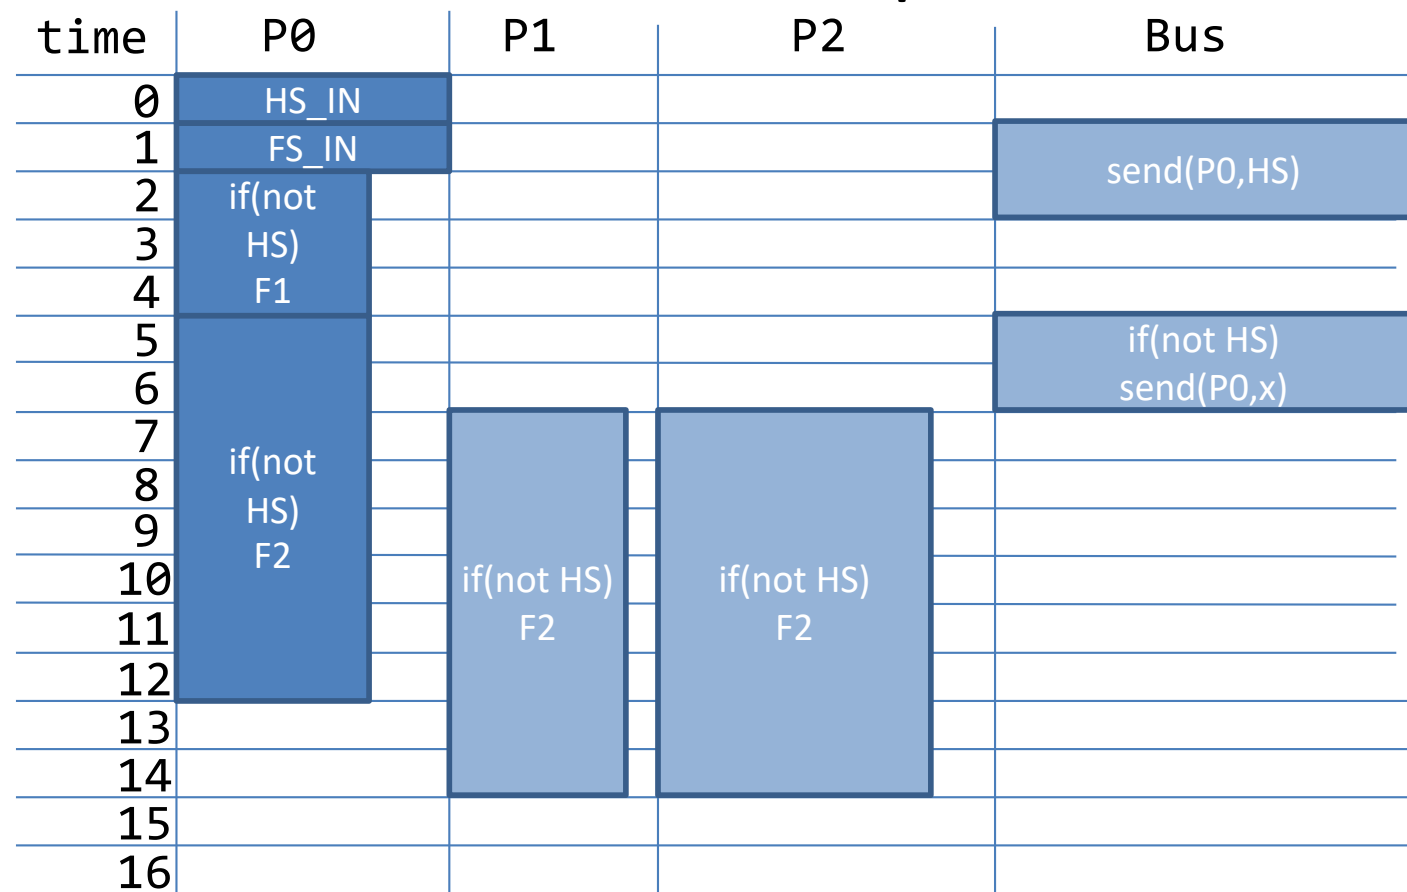 time P0 P1 P2 Bus
0 HS_IN
1 FS_IN
send(P0,HS)
2 if(not
3 HS)
4 F1
5 if(not HS)
6 send(P0,x)
7 if(not
8 HS)
9 F2
10 if(not HS) if(not HS)
11 F2 F2
12
13
14
15
16